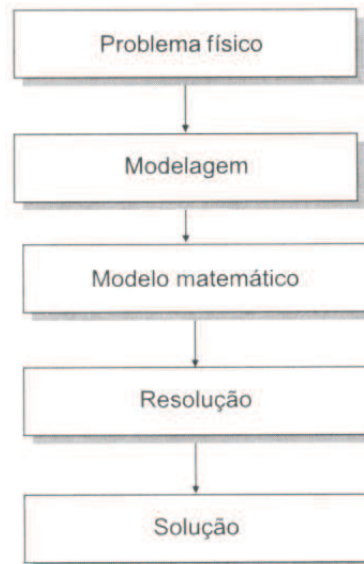 Problema físico
Modelagem
Modelo matemático
Resolução
Solução